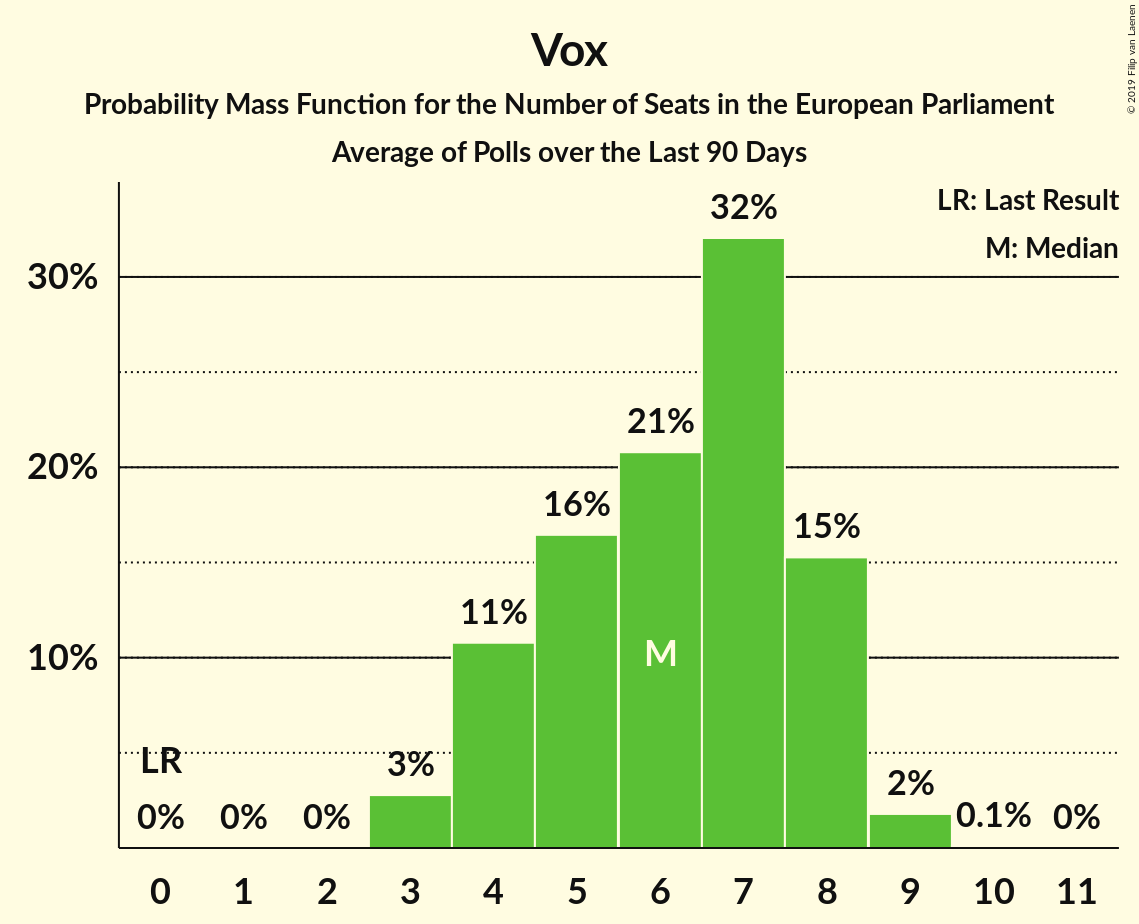 © 2019 Filip van Laenen
Vox
Probability Mass Function for the Number of Seats in the European Parliament
Average of Polls over the Last 90 Days
LR: Last Result
M: Median
30%
20%
10%
LR
0%
0%
0%
3%
11%
16%
21%
32%
15%
2%
0.1%
0%
M
0 1 2 3 4 5 6 7 8 9 10 11